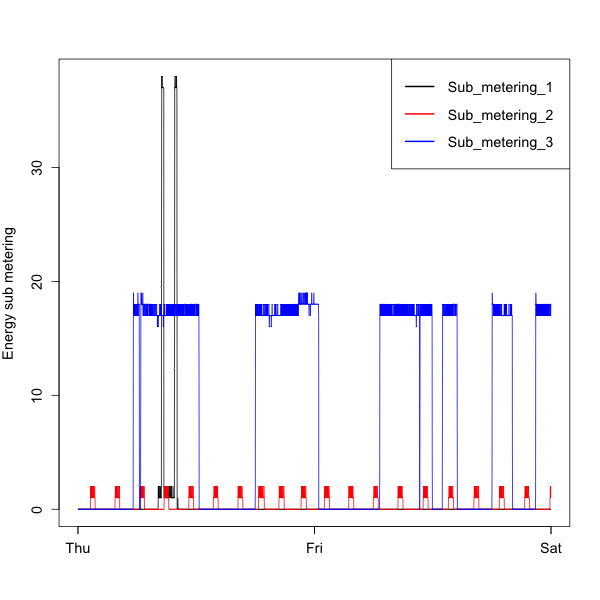 Sub_metering_1
Sub_metering_2
Sub_metering_3
Energy sub metering
30
20
10
0
Thu Fri Sat